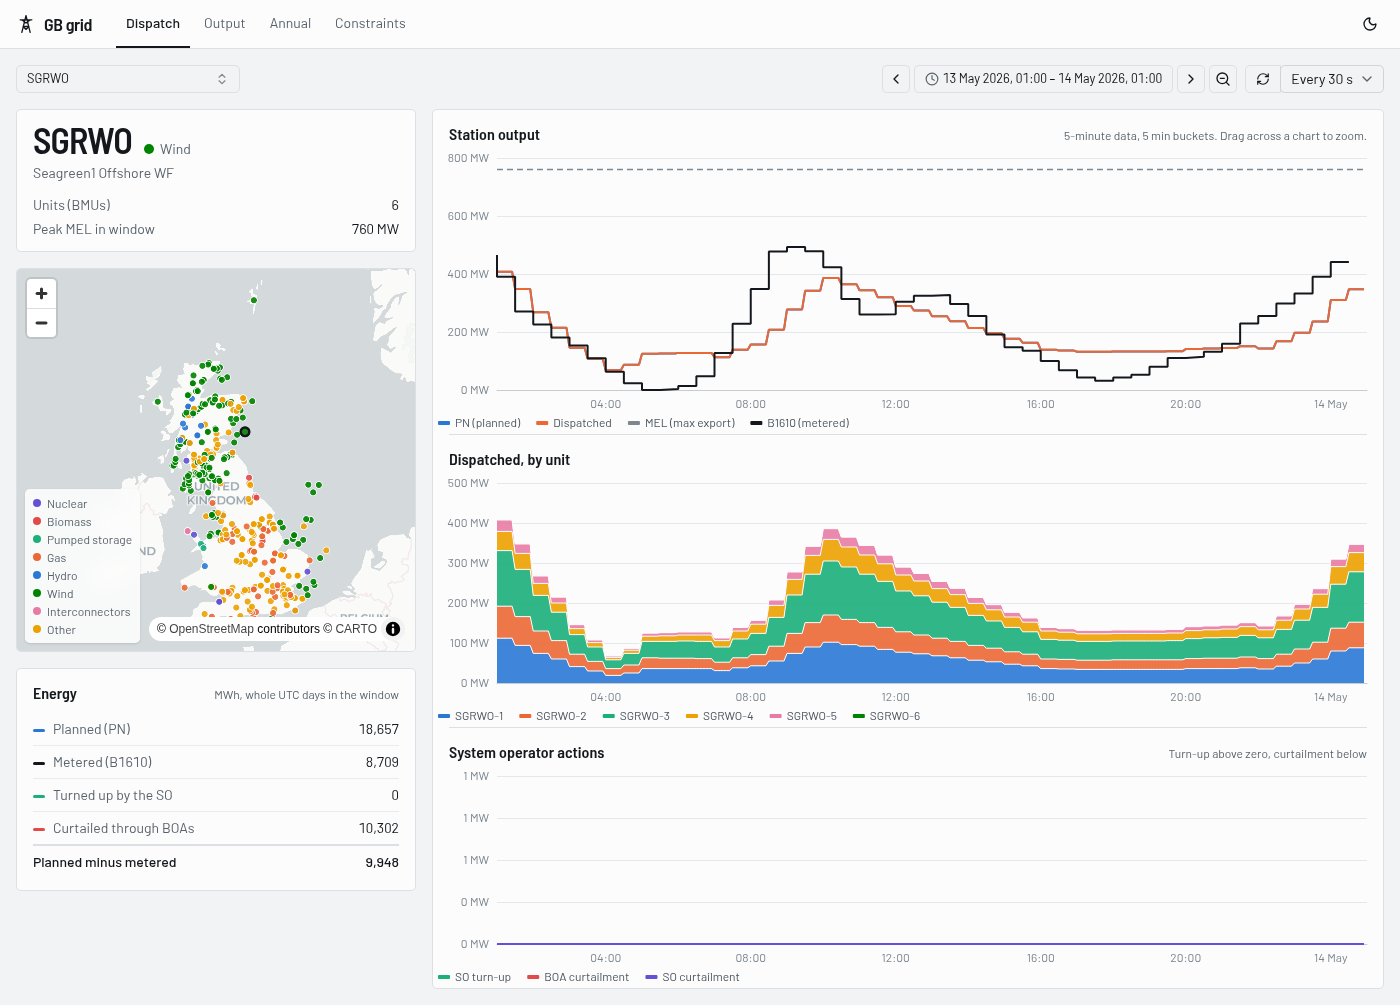 GB grid
Dispatch
Output
Annual
Constraints
SGRWO
13 May 2026, 01:00 – 14 May 2026, 01:00
Every 30 s
SGRWO
Wind
Seagreen1 Offshore WF
Units (BMUs) 6
Peak MEL in window 760 MW
+
−
UNITED
KINGDOM
ND
BELGIUM
Nuclear
Biomass
Pumped storage
Gas
Hydro
Wind
Interconnectors
Other
© OpenStreetMap contributors © CARTO
Energy
MWh, whole UTC days in the window
Planned (PN) 18,657
Metered (B1610) 8,709
Turned up by the SO 0
Curtailed through BOAs 10,302
Planned minus metered 9,948
Station output
5-minute data, 5 min buckets. Drag across a chart to zoom.
800 MW
600 MW
400 MW
200 MW
0 MW
04:00 08:00 12:00 16:00 20:00 14 May
PN (planned) Dispatched MEL (max export) B1610 (metered)
Dispatched, by unit
500 MW
400 MW
300 MW
200 MW
100 MW
0 MW
04:00 08:00 12:00 16:00 20:00 14 May
SGRWO-1 SGRWO-2 SGRWO-3 SGRWO-4 SGRWO-5 SGRWO-6
System operator actions
Turn-up above zero, curtailment below
1 MW
1 MW
1 MW
0 MW
0 MW
04:00 08:00 12:00 16:00 20:00 14 May
SO turn-up BOA curtailment SO curtailment